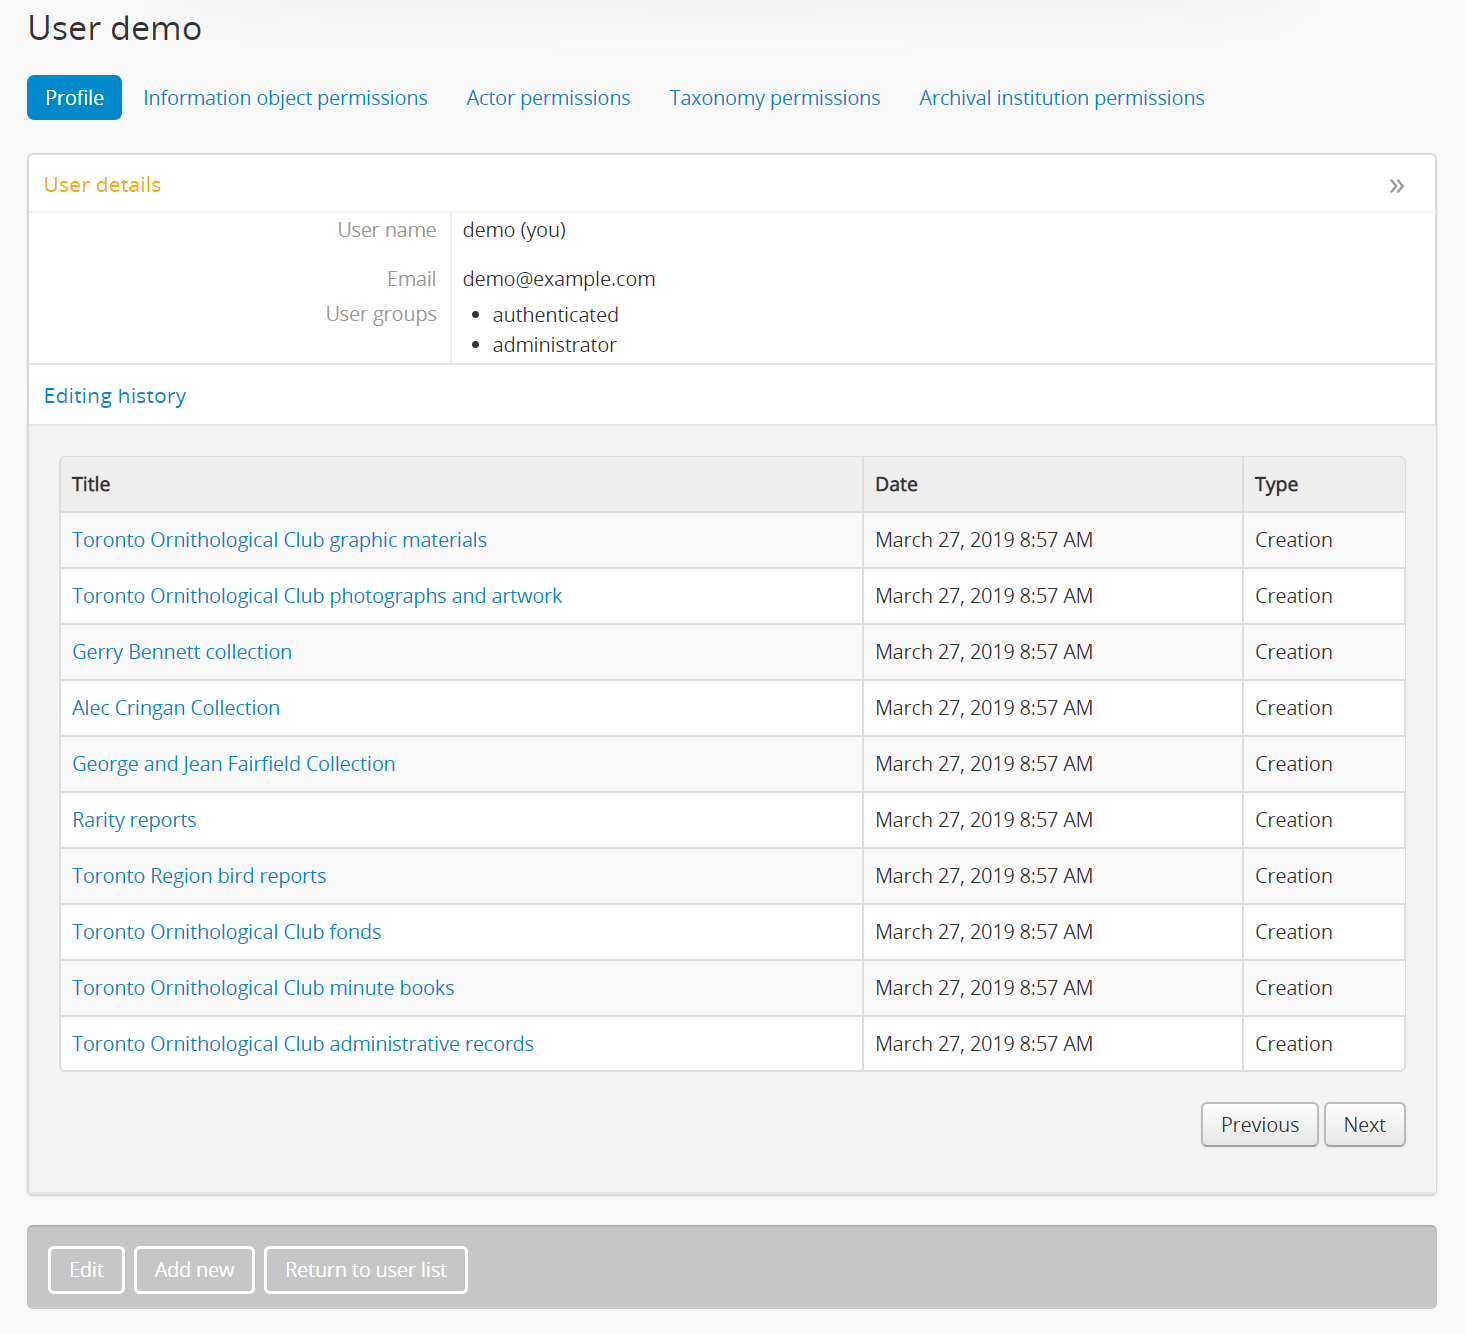 User demo
Profile Information object permissions Actor permissions Taxonomy permissions Archival institution permissions
User details »
User name demo (you)
Email demo@example.com
User groups • authenticated
• administrator
Editing history
Title Date Type
Toronto Ornithological Club graphic materials March 27, 2019 8:57 AM Creation
Toronto Ornithological Club photographs and artwork March 27, 2019 8:57 AM Creation
Gerry Bennett collection March 27, 2019 8:57 AM Creation
Alec Cringan Collection March 27, 2019 8:57 AM Creation
George and Jean Fairfield Collection March 27, 2019 8:57 AM Creation
Rarity reports March 27, 2019 8:57 AM Creation
Toronto Region bird reports March 27, 2019 8:57 AM Creation
Toronto Ornithological Club fonds March 27, 2019 8:57 AM Creation
Toronto Ornithological Club minute books March 27, 2019 8:57 AM Creation
Toronto Ornithological Club administrative records March 27, 2019 8:57 AM Creation
Previous Next
Edit Add new Return to user list